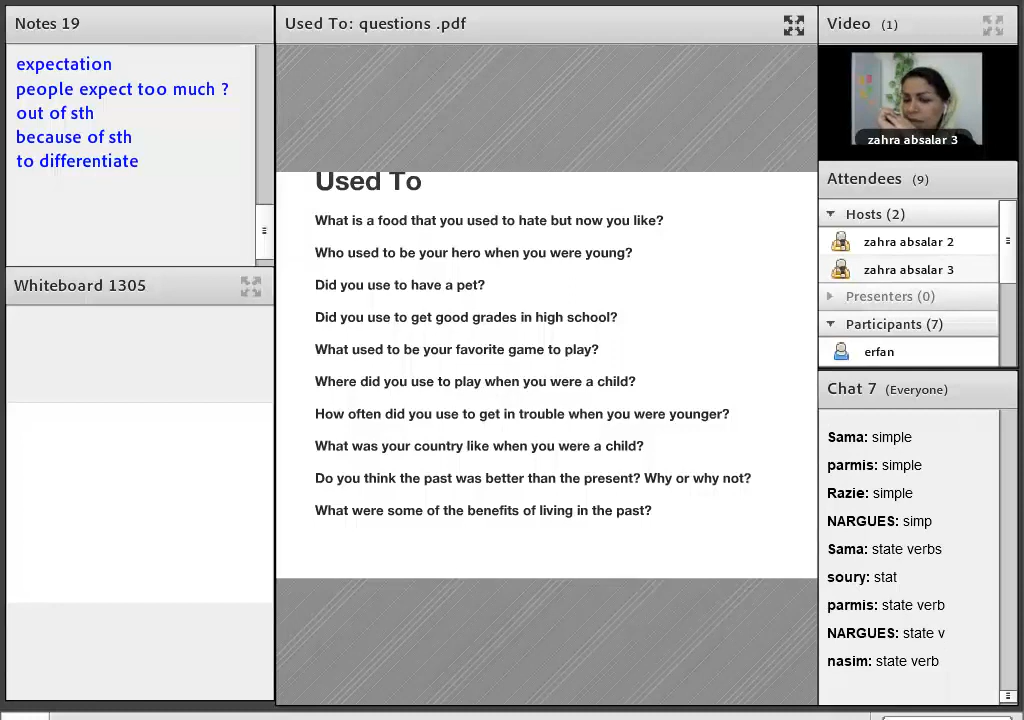 Notes 19
expectation
people expect too much ?
out of sth
because of sth
to differentiate
Whiteboard 1305
Used To: questions .pdf
Used To
What is a food that you used to hate but now you like?
Who used to be your hero when you were young?
Did you use to have a pet?
Did you use to get good grades in high school?
What used to be your favorite game to play?
Where did you use to play when you were a child?
How often did you use to get in trouble when you were younger?
What was your country like when you were a child?
Do you think the past was better than the present? Why or why not?
What were some of the benefits of living in the past?
Video (1)
zahra absalar 3
Attendees (9)
Hosts (2)
zahra absalar 2
zahra absalar 3
Presenters (0)
Participants (7)
erfan
Chat 7 (Everyone)
Sama: simple
parmis: simple
Razie: simple
NARGUES: simp
Sama: state verbs
soury: stat
parmis: state verb
NARGUES: state v
nasim: state verb